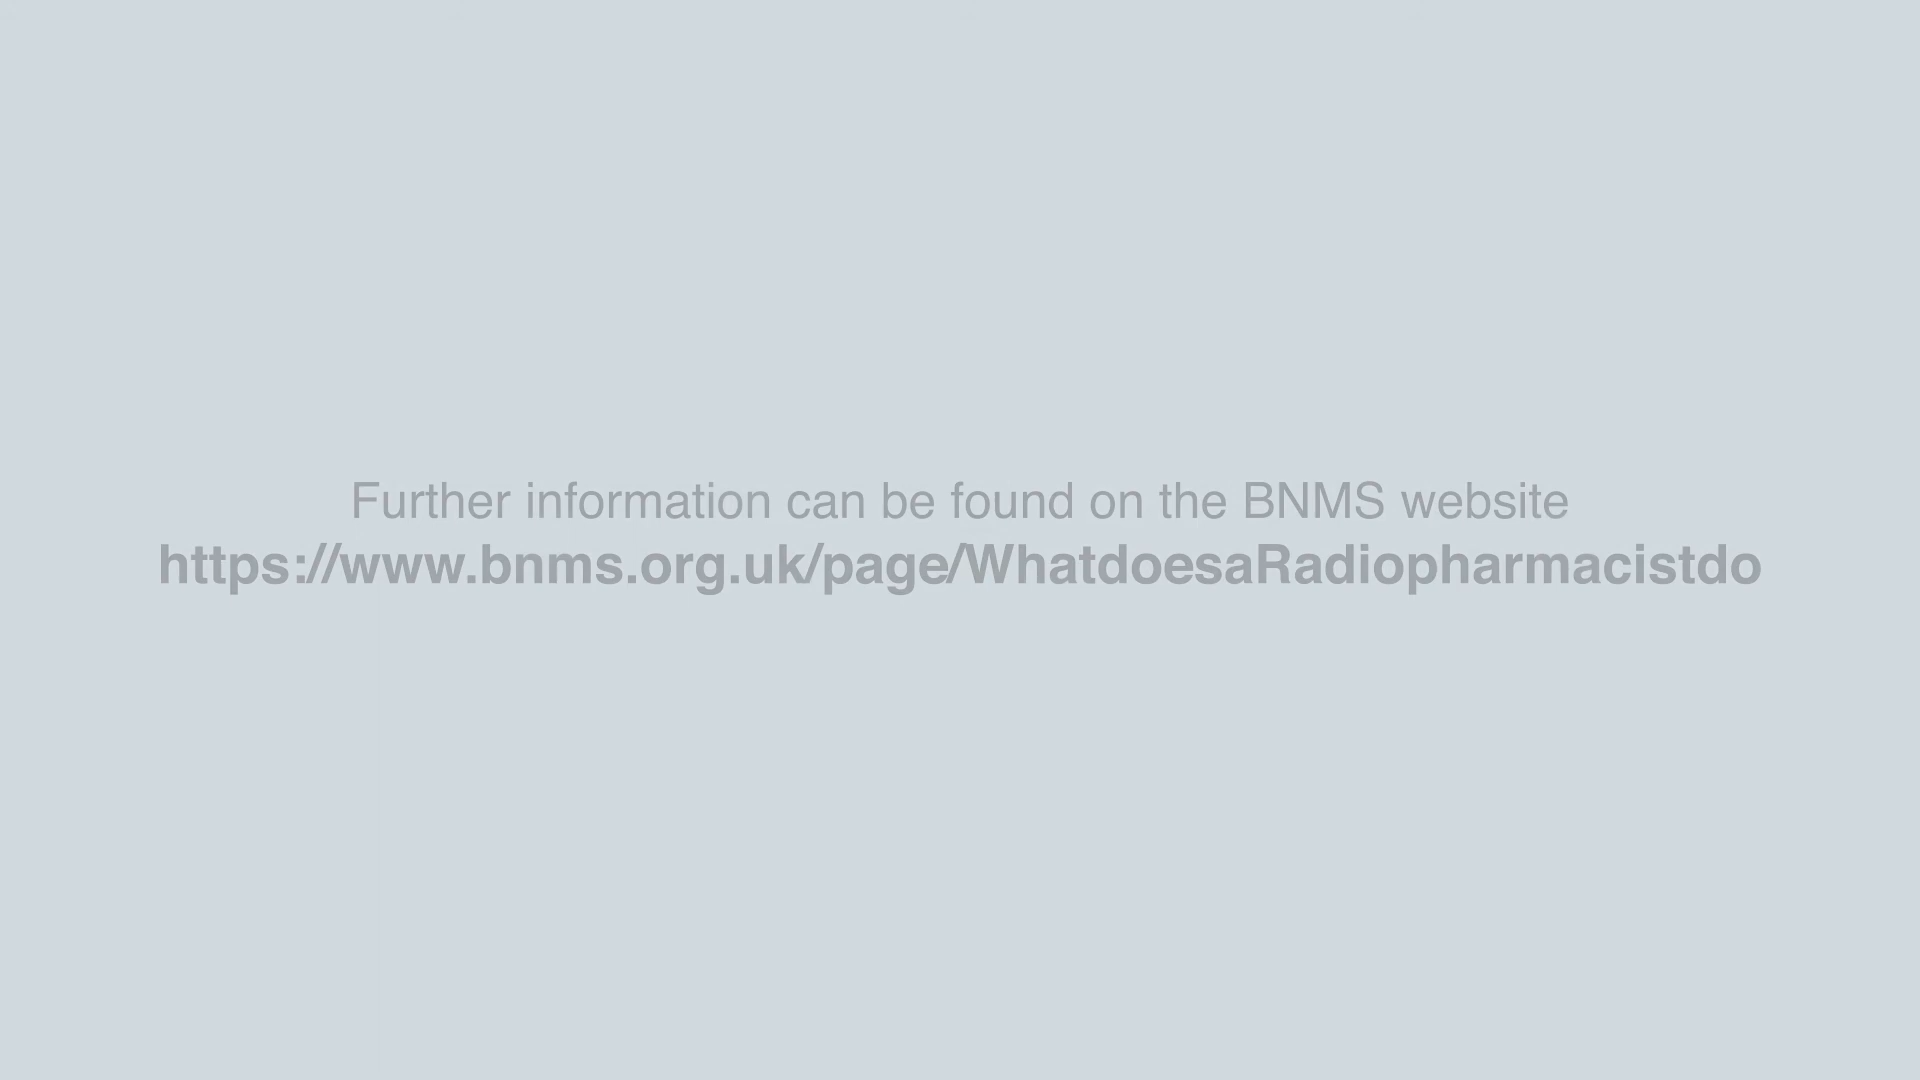 Further information can be found on the BNMS website
https://www.bnms.org.uk/page/WhatdoesaRadiopharmacistdo